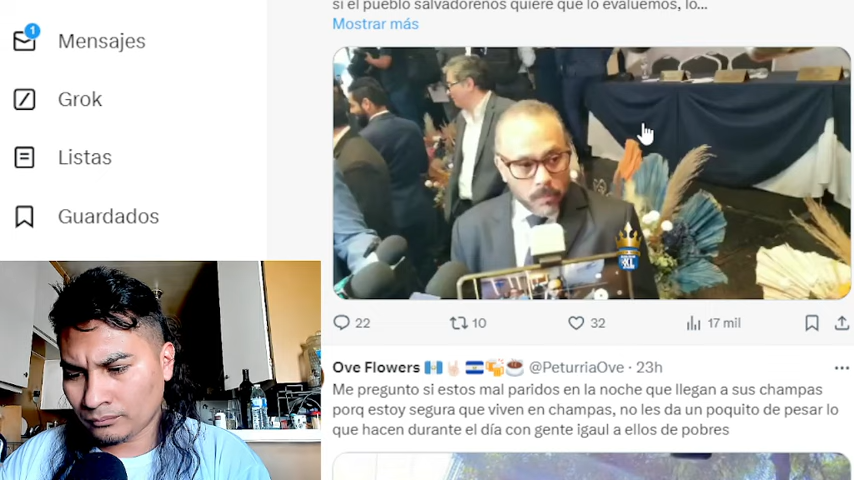 si el pueblo salvadoreños quiere que lo evaluemos, lo...
Mostrar más
1
Mensajes
Grok
Listas
Guardados
KL
22
10
32
17 mil
Ove Flowers @PeturriaOve · 23h
Me pregunto si estos mal paridos en la noche que llegan a sus champas
porq estoy segura que viven en champas, no les da un poquito de pesar lo
que hacen durante el día con gente igaul a ellos de pobres